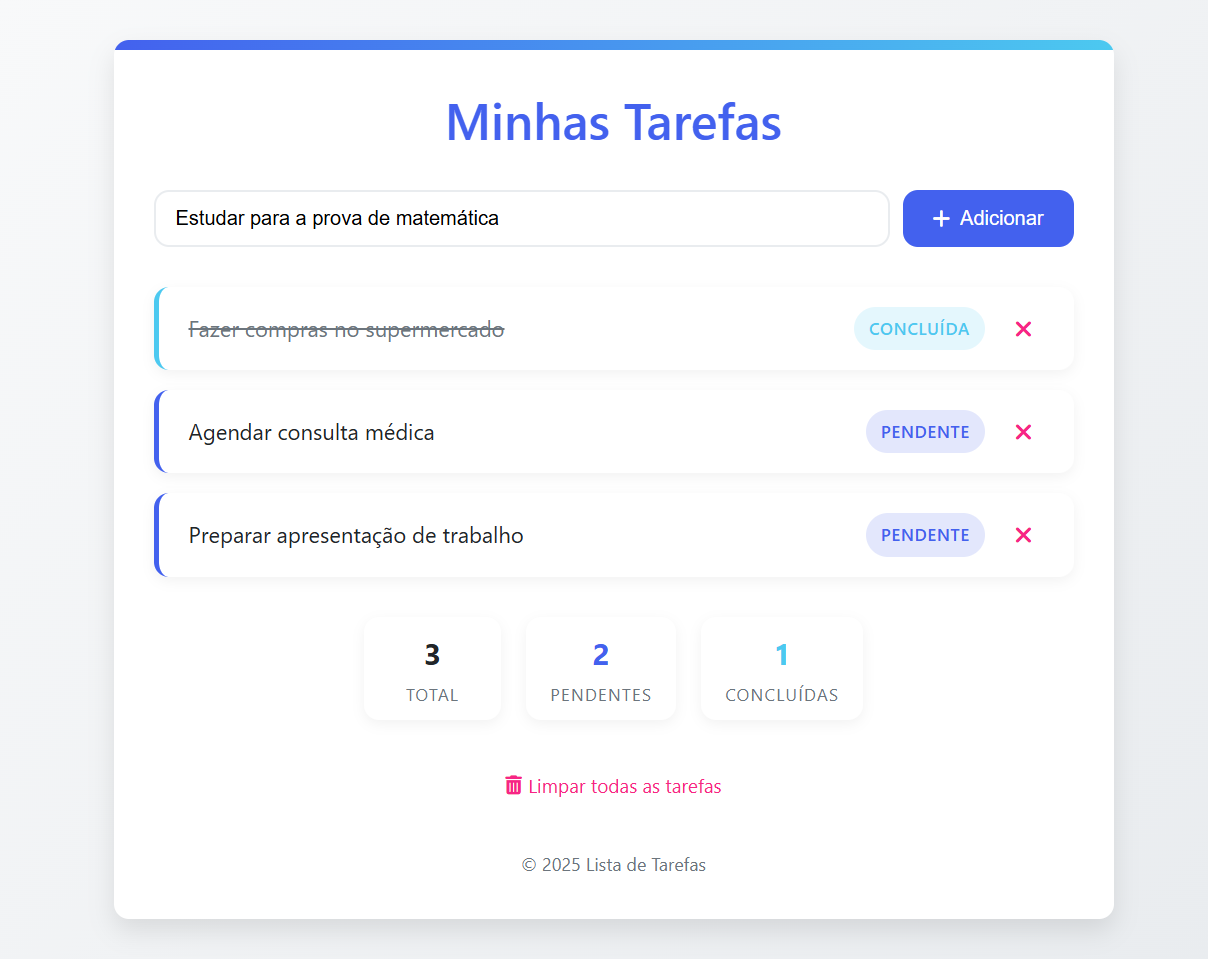 Minhas Tarefas
Estudar para a prova de matemática
Adicionar
Fazer compras no supermercado CONCLUÍDA
Agendar consulta médica PENDENTE
Preparar apresentação de trabalho PENDENTE
3 2 1
TOTAL PENDENTES CONCLUÍDAS
Limpar todas as tarefas
© 2025 Lista de Tarefas